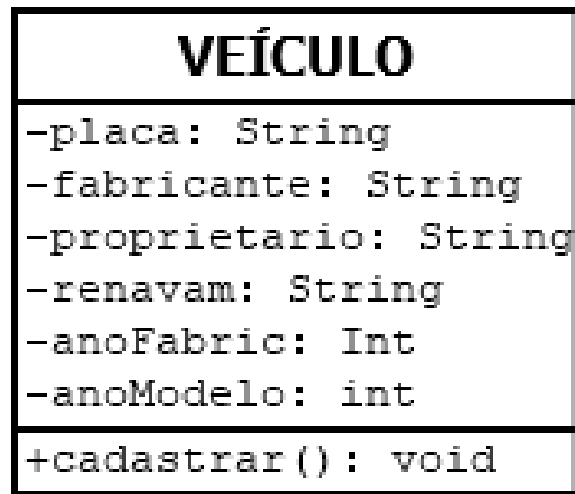 VEÍCULO
-placa: String
-fabricante: String
-proprietario: String
-renavam: String
-anoFabric: Int
-anoModelo: int
+cadastrar(): void